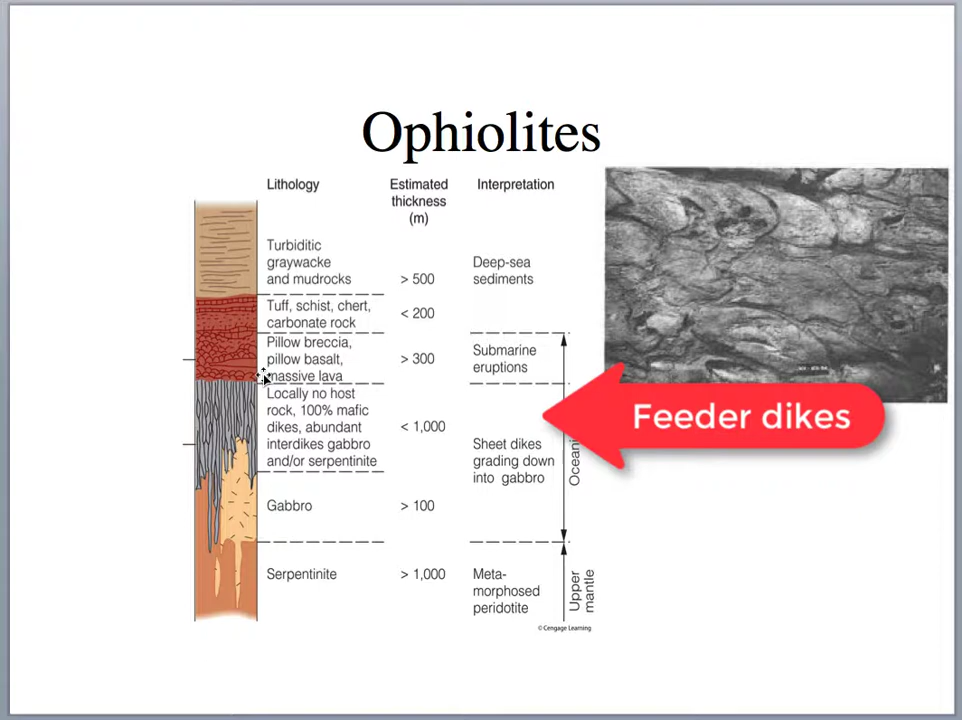 Ophiolites
Lithology
Estimated
thickness
(m)
Interpretation
Turbiditic
graywacke
and mudrocks
> 500
Deep-sea
sediments
Tuff, schist, chert,
carbonate rock
< 200
Pillow breccia,
pillow basalt,
massive lava
> 300
Submarine
eruptions
Locally no host
rock, 100% mafic
dikes, abundant
interdikes gabbro
and/or serpentinite
< 1,000
Sheet dikes
grading down
into gabbro
Feeder dikes
Gabbro
> 100
Serpentinite
> 1,000
Meta-
morphosed
peridotite
Upper
mantle
© Cengage Learning